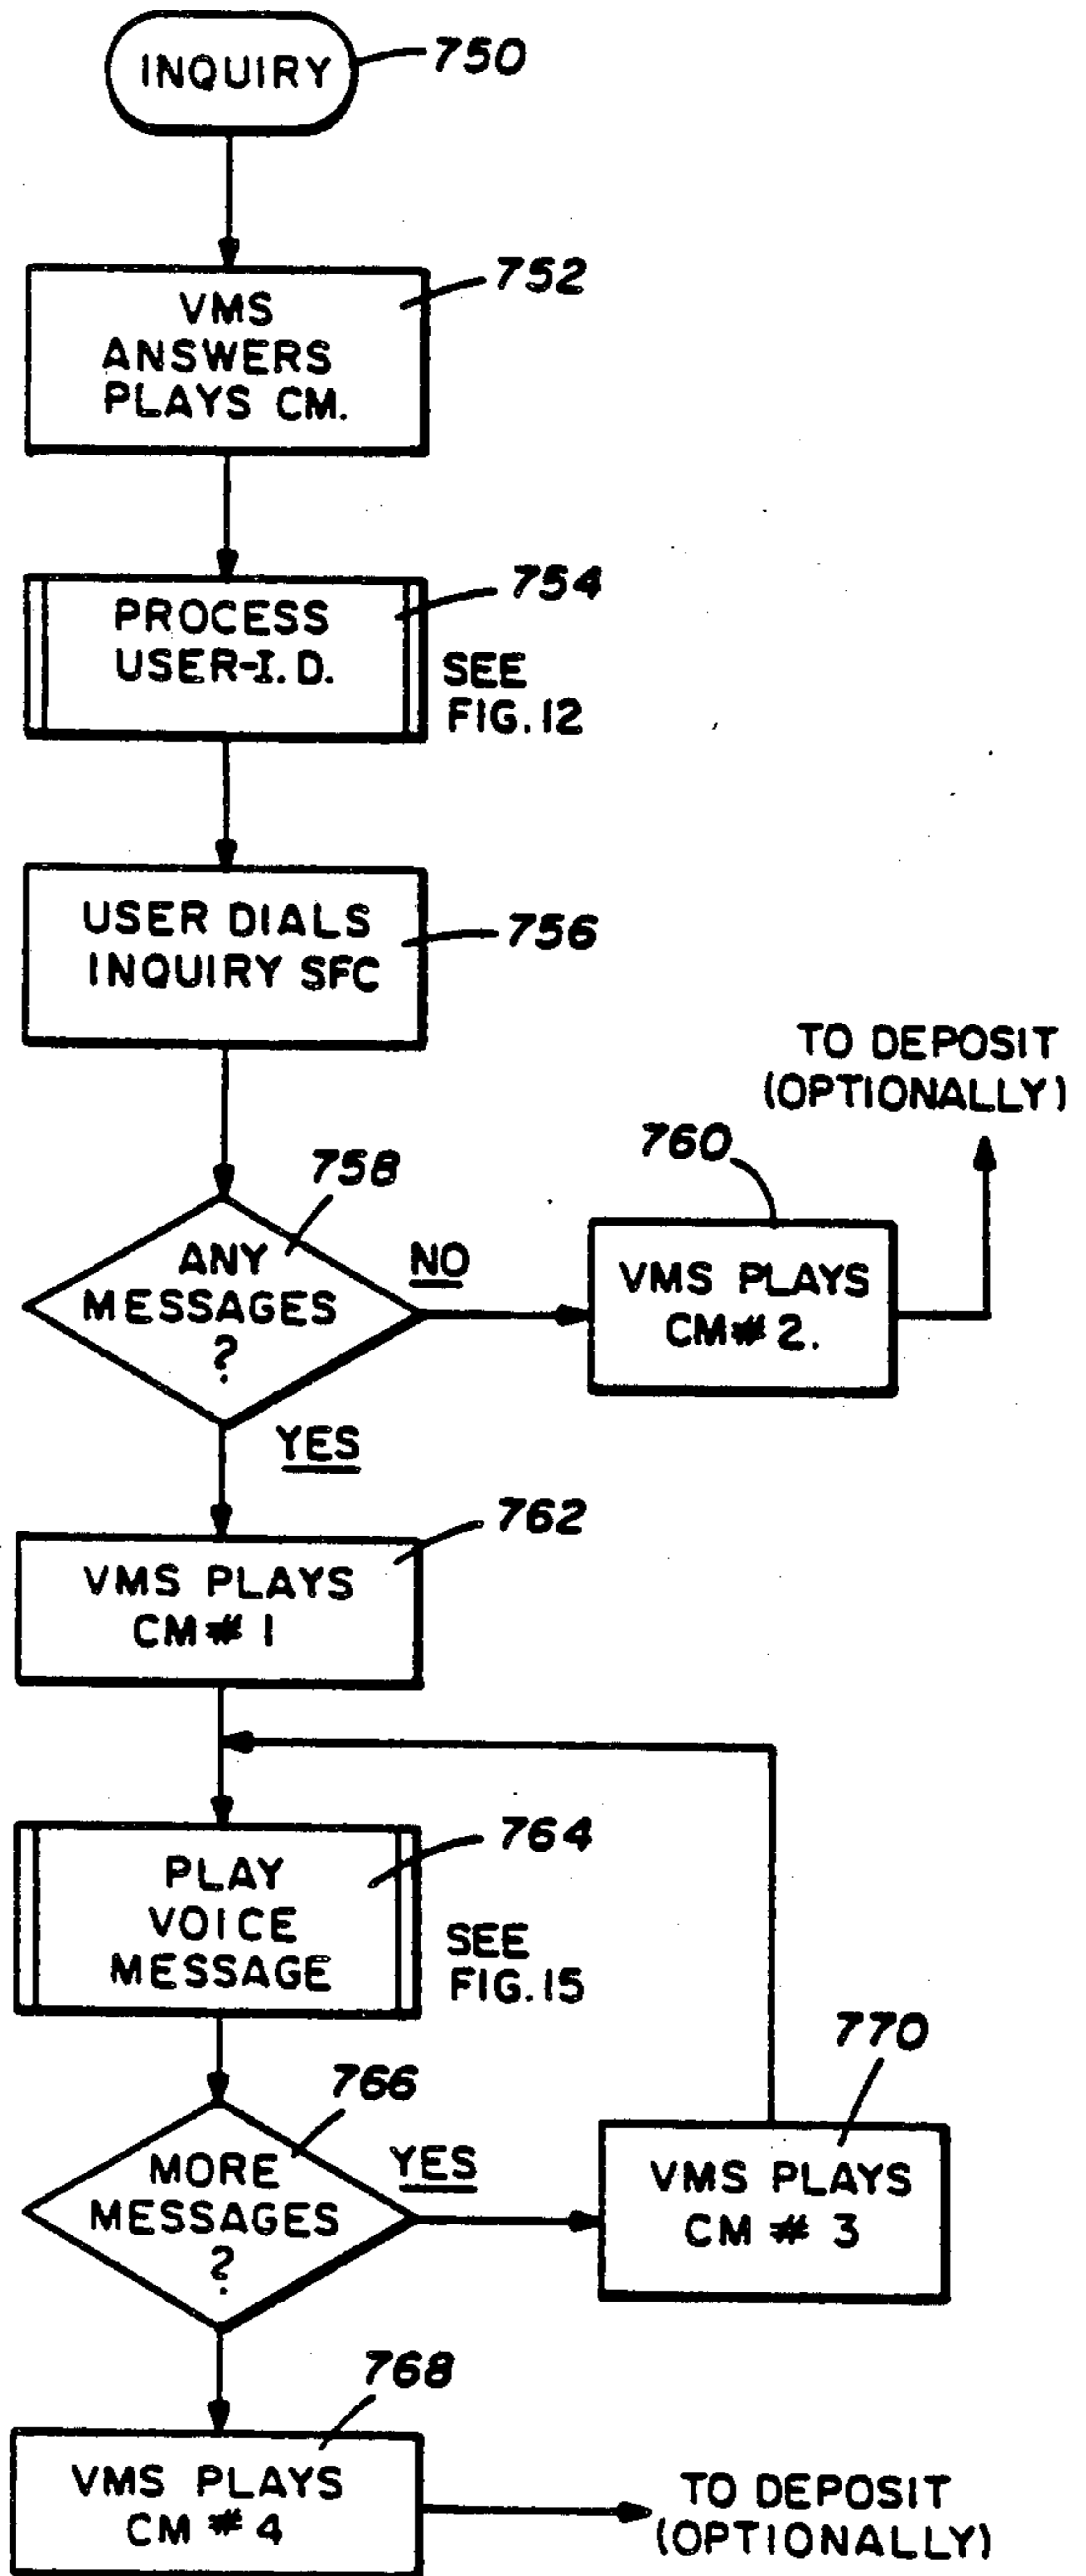 INQUIRY
750
VMS
ANSWERS
PLAYS CM.
752
PROCESS
USER-I.D.
754
SEE
FIG.12
USER DIALS
INQUIRY SFC
756
TO DEPOSIT
(OPTIONALLY)
758
ANY
MESSAGES
?
NO
760
VMS PLAYS
CM# 2.
YES
762
VMS PLAYS
CM# 1
764
PLAY
VOICE
MESSAGE
SEE
FIG.15
766
MORE
MESSAGES
?
YES
770
VMS PLAYS
CM # 3
768
VMS PLAYS
CM # 4
TO DEPOSIT
(OPTIONALLY)